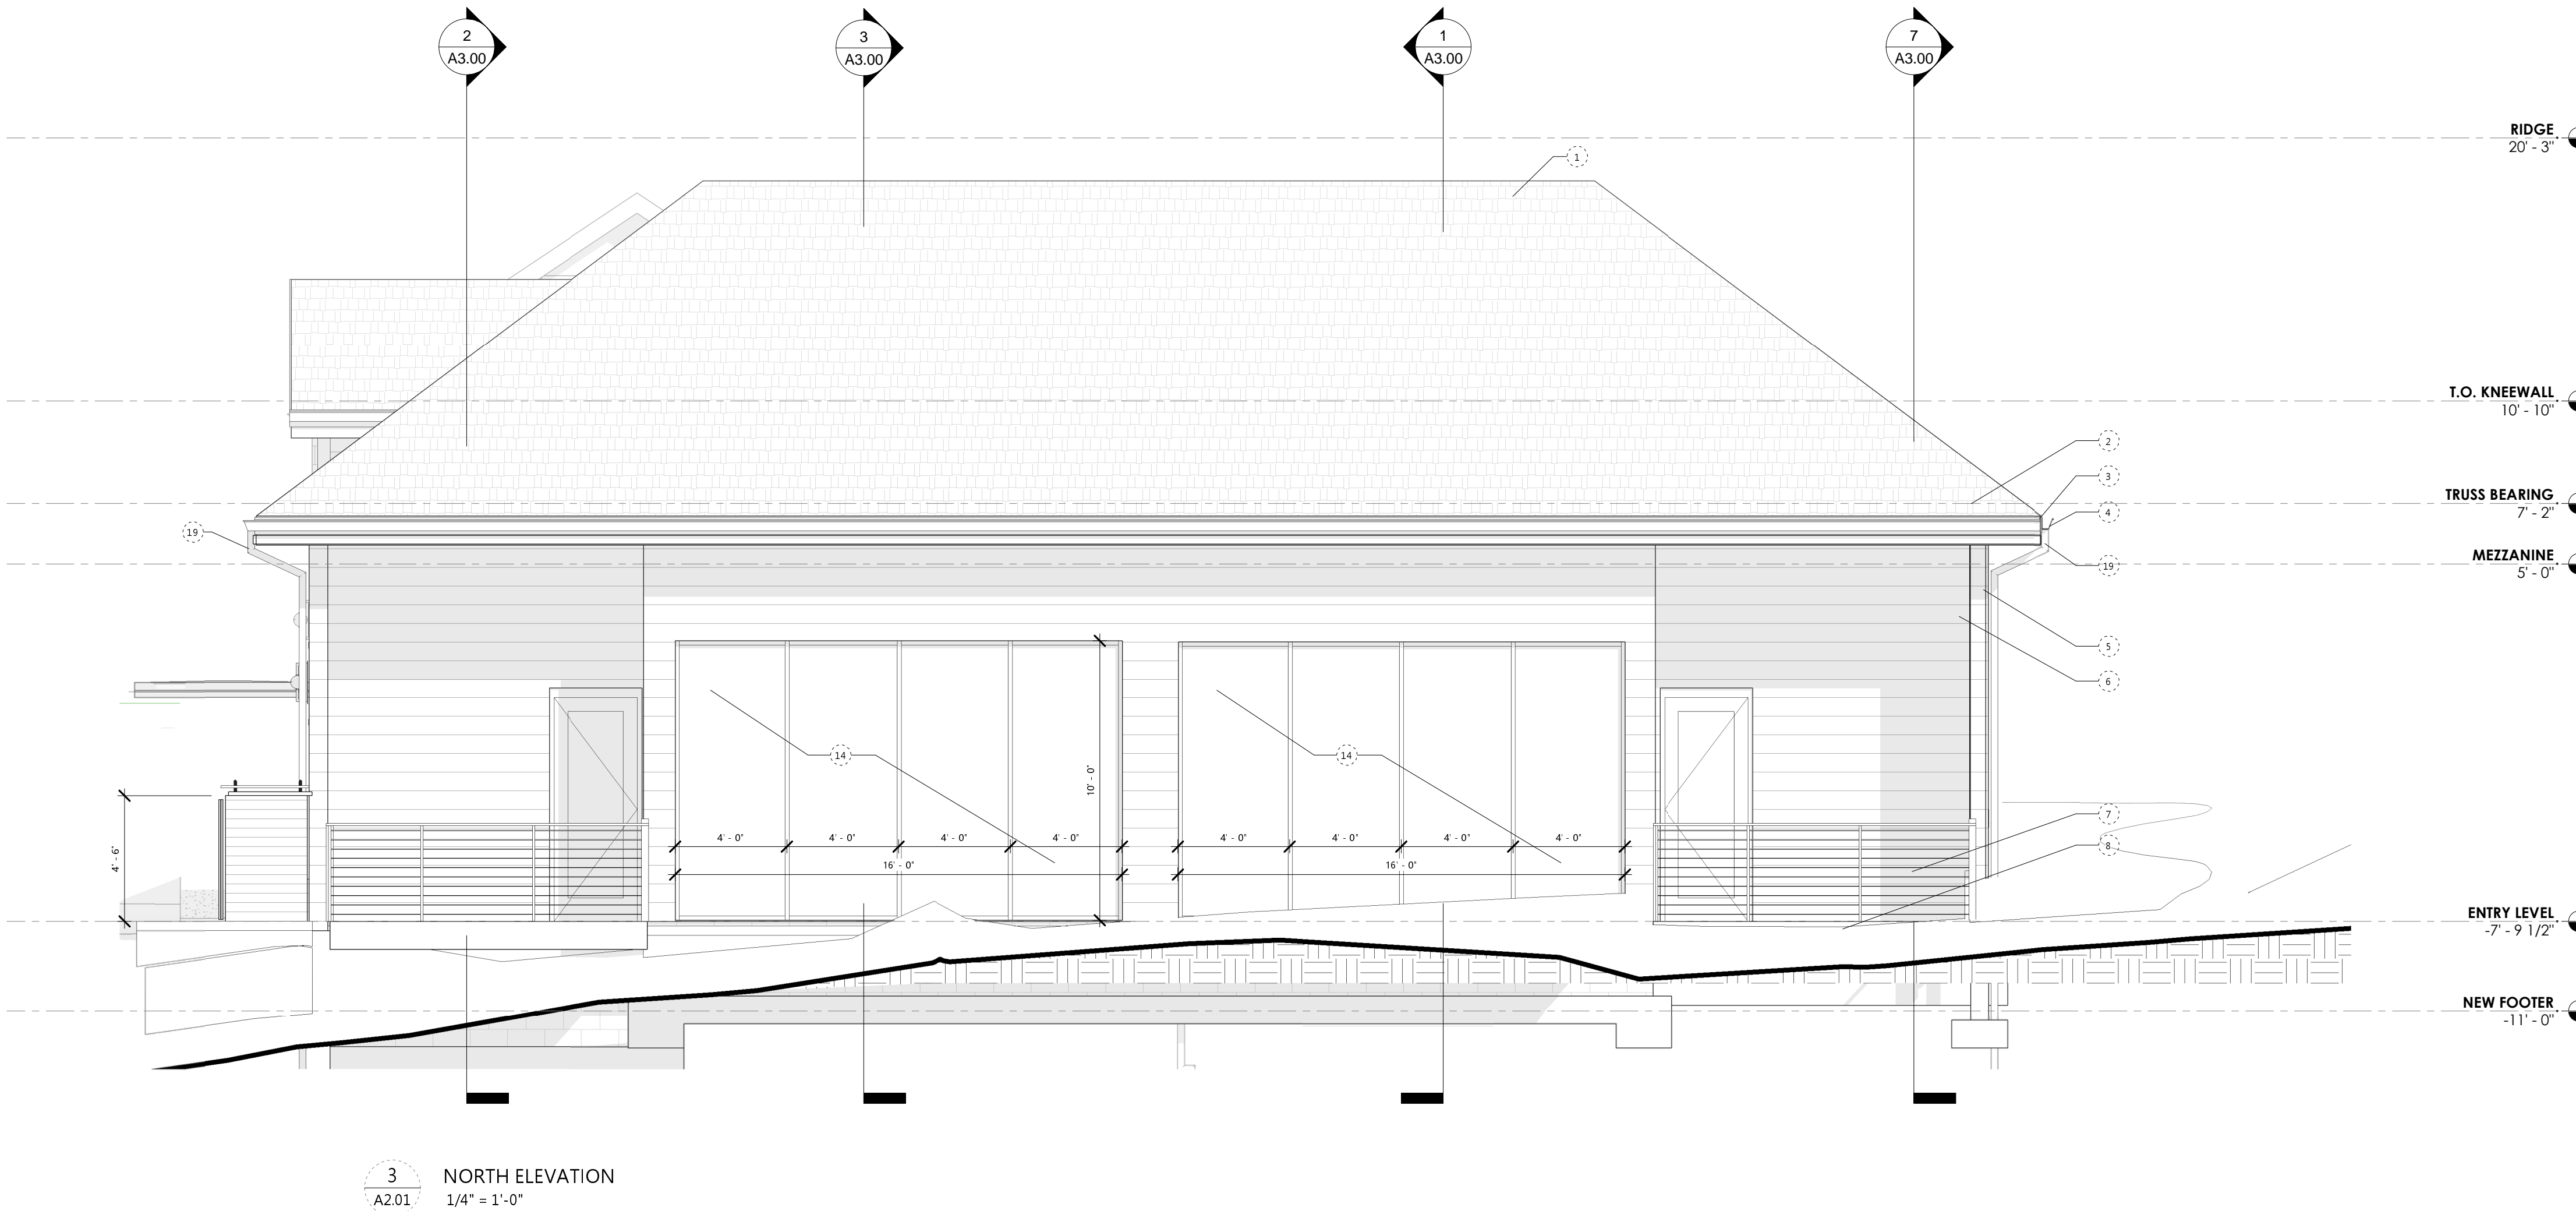 2
A3.00
3
A3.00
1
A3.00
7
A3.00
RIDGE
20' - 3"
1
T.O. KNEEWALL
10' - 10"
2
3
TRUSS BEARING
7' - 2"
4
19
MEZZANINE
5' - 0"
19
5
6
14
14
10' - 0"
7
4' - 0"
4' - 0"
4' - 0"
4' - 0"
4' - 0"
4' - 0"
4' - 0"
4' - 0"
8
4' - 6"
16' - 0"
16' - 0"
ENTRY LEVEL
-7' - 9 1/2"
NEW FOOTER
-11' - 0"
3
A2.01
NORTH ELEVATION
1/4" = 1'-0"